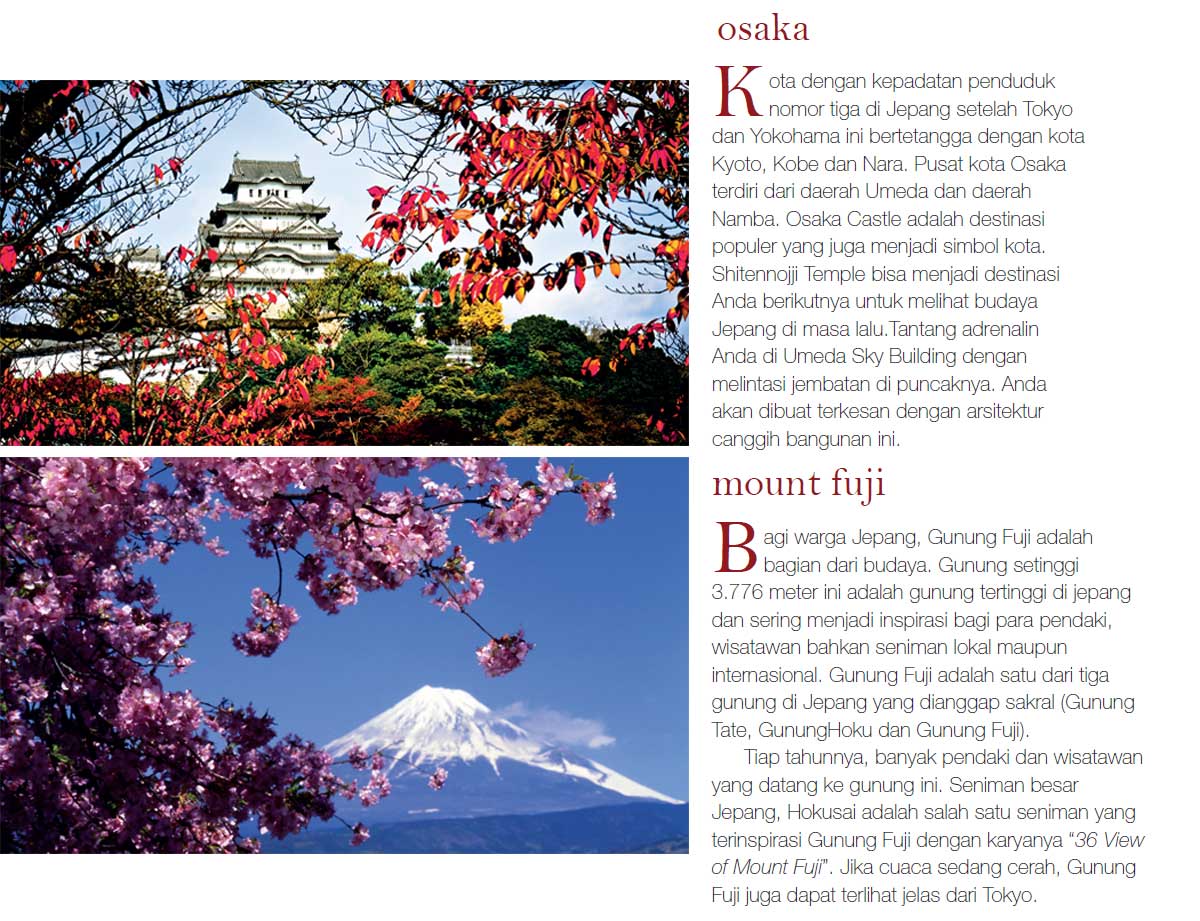 osaka
Kota dengan kepadatan penduduk
nomor tiga di Jepang setelah Tokyo
dan Yokohama ini bertetangga dengan kota
Kyoto, Kobe dan Nara. Pusat kota Osaka
terdiri dari daerah Umeda dan daerah
Namba. Osaka Castle adalah destinasi
populer yang juga menjadi simbol kota.
Shitennojji Temple bisa menjadi destinasi
Anda berikutnya untuk melihat budaya
Jepang di masa lalu.Tantang adrenalin
Anda di Umeda Sky Building dengan
melintasi jembatan di puncaknya. Anda
akan dibuat terkesan dengan arsitektur
canggih bangunan ini.
mount fuji
Bagi warga Jepang, Gunung Fuji adalah
bagian dari budaya. Gunung setinggi
3.776 meter ini adalah gunung tertinggi di jepang
dan sering menjadi inspirasi bagi para pendaki,
wisatawan bahkan seniman lokal maupun
internasional. Gunung Fuji adalah satu dari tiga
gunung di Jepang yang dianggap sakral (Gunung
Tate, GunungHoku dan Gunung Fuji).
Tiap tahunnya, banyak pendaki dan wisatawan
yang datang ke gunung ini. Seniman besar
Jepang, Hokusai adalah salah satu seniman yang
terinspirasi Gunung Fuji dengan karyanya “36 View
of Mount Fuji”. Jika cuaca sedang cerah, Gunung
Fuji juga dapat terlihat jelas dari Tokyo.